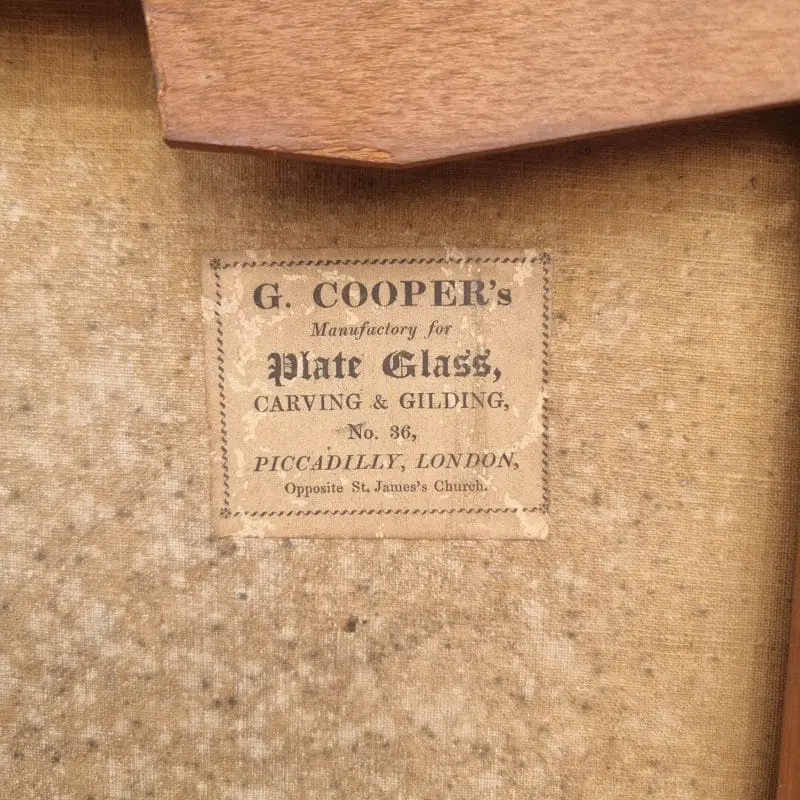 G. COOPER's
Manufactory for
Plate Glass,
CARVING & GILDING,
No. 36,
PICCADILLY, LONDON,
Opposite St. James's Church.